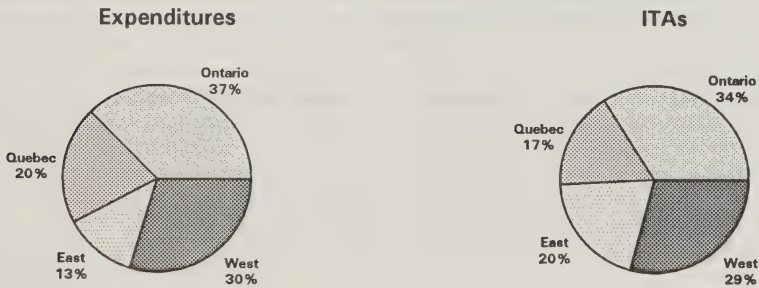 Expenditures
Ontario
37%
Quebec
20%
East
13%
West
30%
ITAs
Ontario
34%
Quebec
17%
East
20%
West
29%